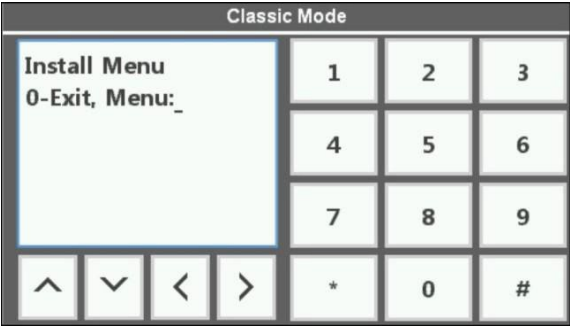 Classic Mode
Install Menu
0-Exit, Menu:_
1 2 3
4 5 6
7 8 9
* 0 #